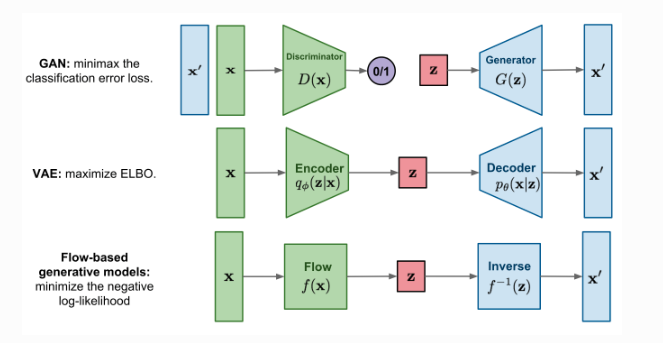 GAN: minimax the
classification error loss.
x′ x
Discriminator
D(x)
0/1
z
Generator
G(z)
x′
VAE: maximize ELBO.
x
Encoder
qϕ(z|x)
z
Decoder
pθ(x|z)
x′
Flow-based
generative models:
minimize the negative
log-likelihood
x
Flow
f(x)
z
Inverse
f⁻¹(z)
x′